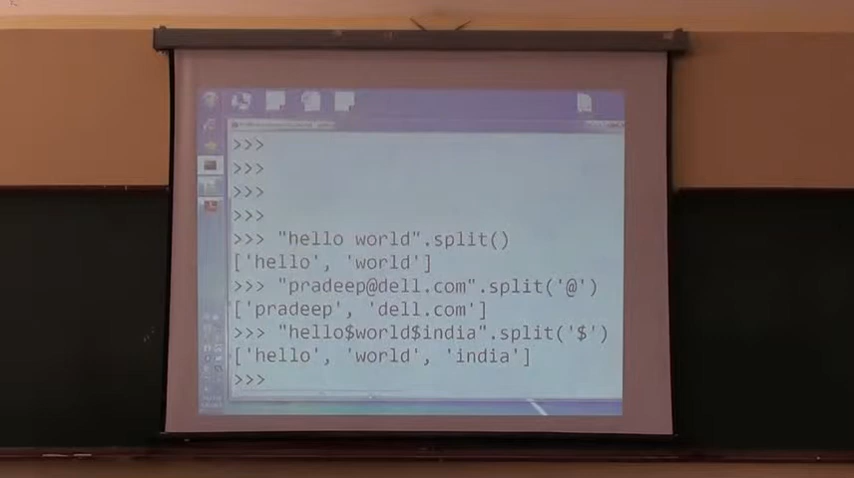 >>>
>>>
>>>
>>>
>>> "hello world".split()
['hello', 'world']
>>> "pradeep@dell.com".split('@')
['pradeep', 'dell.com']
>>> "hello$world$india".split('$')
['hello', 'world', 'india']
>>>